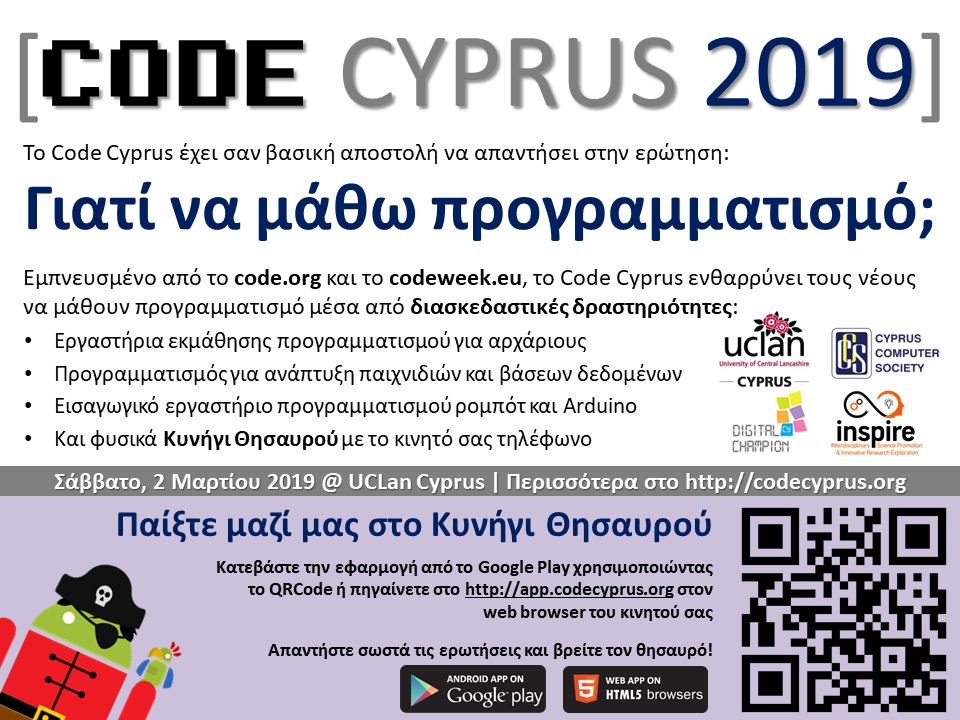 [CODE CYPRUS 2019]
Το Code Cyprus έχει σαν βασική αποστολή να απαντήσει στην ερώτηση:
Γιατί να μάθω προγραμματισμό;
Εμπνευσμένο από το code.org και το codeweek.eu, το Code Cyprus ενθαρρύνει τους νέους
να μάθουν προγραμματισμό μέσα από διασκεδαστικές δραστηριότητες:
• Εργαστήρια εκμάθησης προγραμματισμού για αρχάριους
• Προγραμματισμός για ανάπτυξη παιχνιδιών και βάσεων δεδομένων
• Εισαγωγικό εργαστήριο προγραμματισμού ρομπότ και Arduino
• Και φυσικά Κυνήγι Θησαυρού με το κινητό σας τηλέφωνο
uclan
University of Central Lancashire
CYPRUS
CCS
CYPRUS
COMPUTER
SOCIETY
DIGITAL CY
CHAMPION
inspire
INterdisciplinary Science Promotion
& Innovative Research Exploration
Σάββατο, 2 Μαρτίου 2019 @ UCLan Cyprus | Περισσότερα στο http://codecyprus.org
Παίξτε μαζί μας στο Κυνήγι Θησαυρού
Κατεβάστε την εφαρμογή από το Google Play χρησιμοποιώντας
το QRCode ή πηγαίνετε στο http://app.codecyprus.org στον
web browser του κινητού σας
Απαντήστε σωστά τις ερωτήσεις και βρείτε τον θησαυρό!
ANDROID APP ON
Google play
WEB APP ON
HTML5 browsers